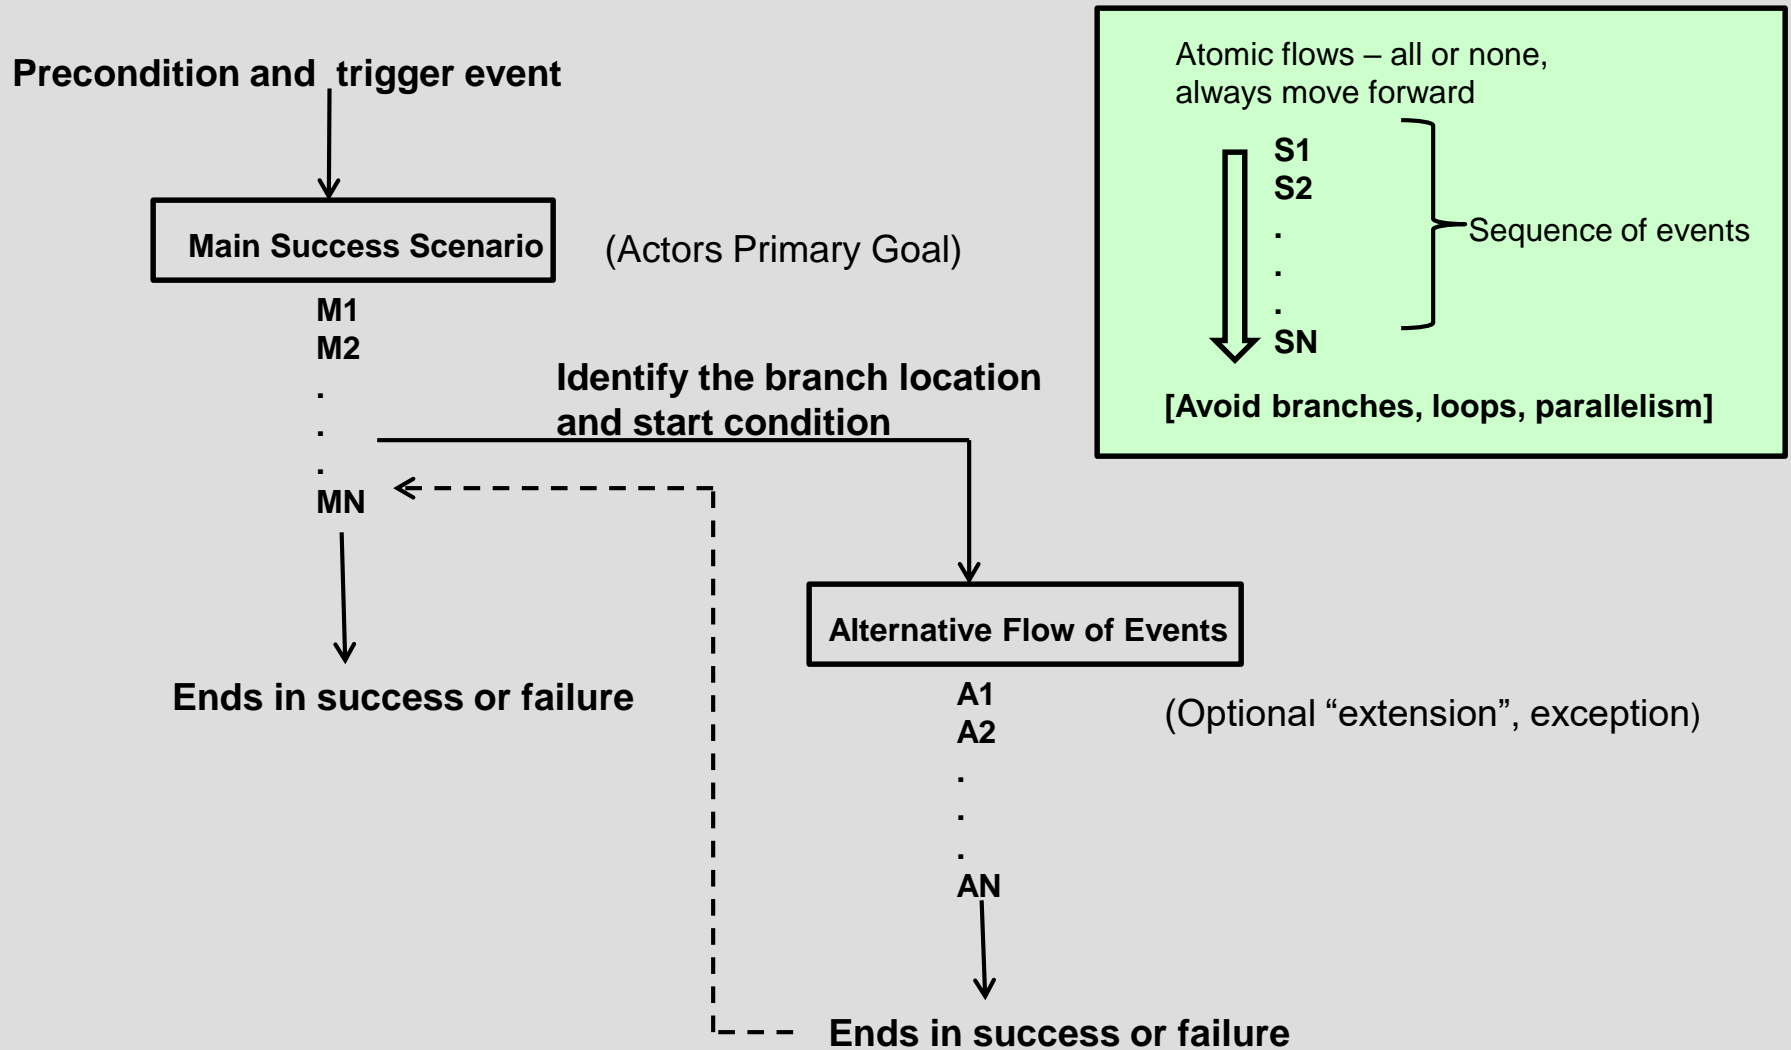 Precondition and trigger event
Main Success Scenario
(Actors Primary Goal)
M1
M2
.
.
.
MN
Ends in success or failure
Identify the branch location
and start condition
Alternative Flow of Events
(Optional “extension”, exception)
A1
A2
.
.
.
AN
Ends in success or failure
Atomic flows – all or none,
always move forward
S1
S2
.
.
.
SN
Sequence of events
[Avoid branches, loops, parallelism]